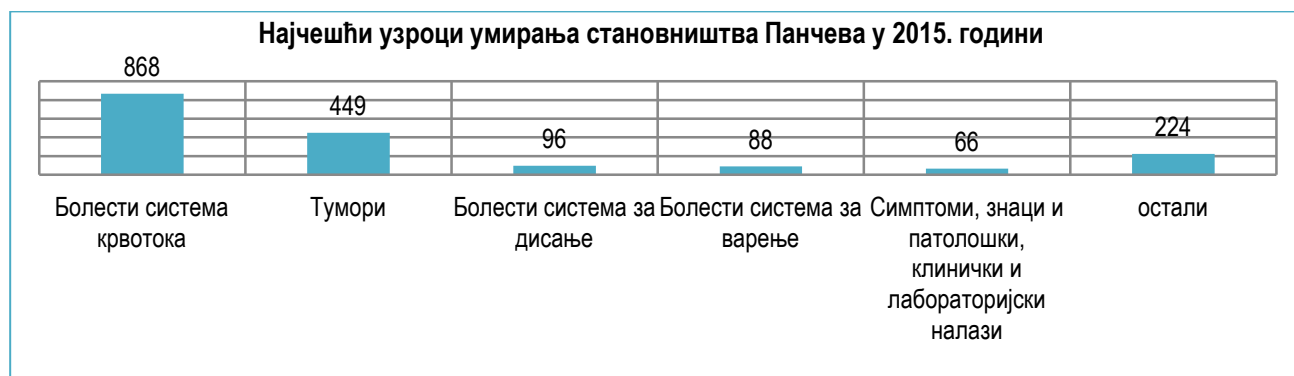 Најчешћи узроци умирања становништва Панчева у 2015. години
868
449
96
88
66
224
Болести система
крвотока
Тумори
Болести система за
дисање
Болести система за
варење
Симптоми, знаци и
патолошки,
клинички и
лабораторијски
налази
остали